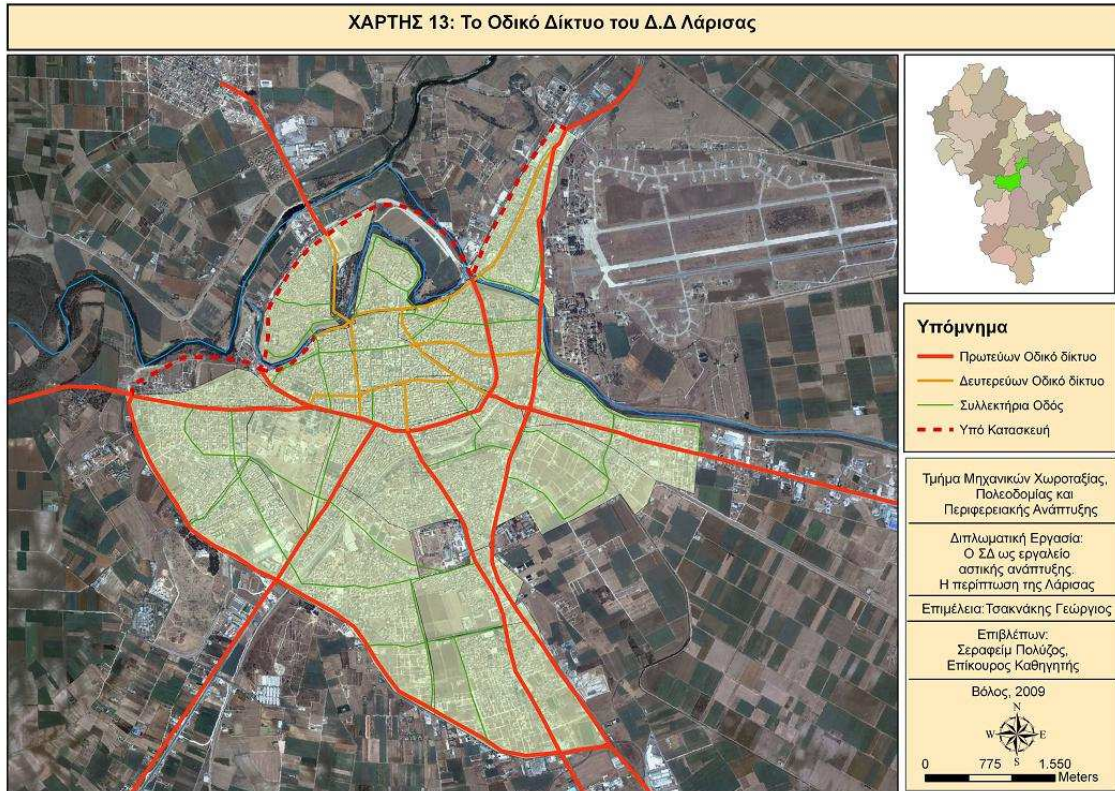 ΧΑΡΤΗΣ 13: Το Οδικό Δίκτυο του Δ.Δ Λάρισας
Υπόμνημα
Πρωτεύων Οδικό δίκτυο
Δευτερεύων Οδικό δίκτυο
Συλλεκτήρια Οδός
Υπό Κατασκευή
Τμήμα Μηχανικών Χωροταξίας,
Πολεοδομίας και
Περιφερειακής Ανάπτυξης
Διπλωματική Εργασία:
Ο ΣΔ ως εργαλείο
αστικής ανάπτυξης.
Η περίπτωση της Λάρισας
Επιμέλεια:Τσακνάκης Γεώργιος
Επιβλέπων:
Σεραφείμ Πολύζος,
Επίκουρος Καθηγητής
Βόλος, 2009
N
W E
S
0 775 1.550
Meters